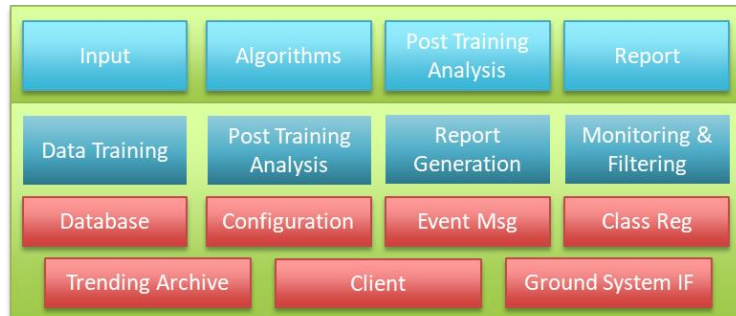 Input
Algorithms
Post Training
Analysis
Report
Data Training
Post Training
Analysis
Report
Generation
Monitoring &
Filtering
Database
Configuration
Event Msg
Class Reg
Trending Archive
Client
Ground System IF